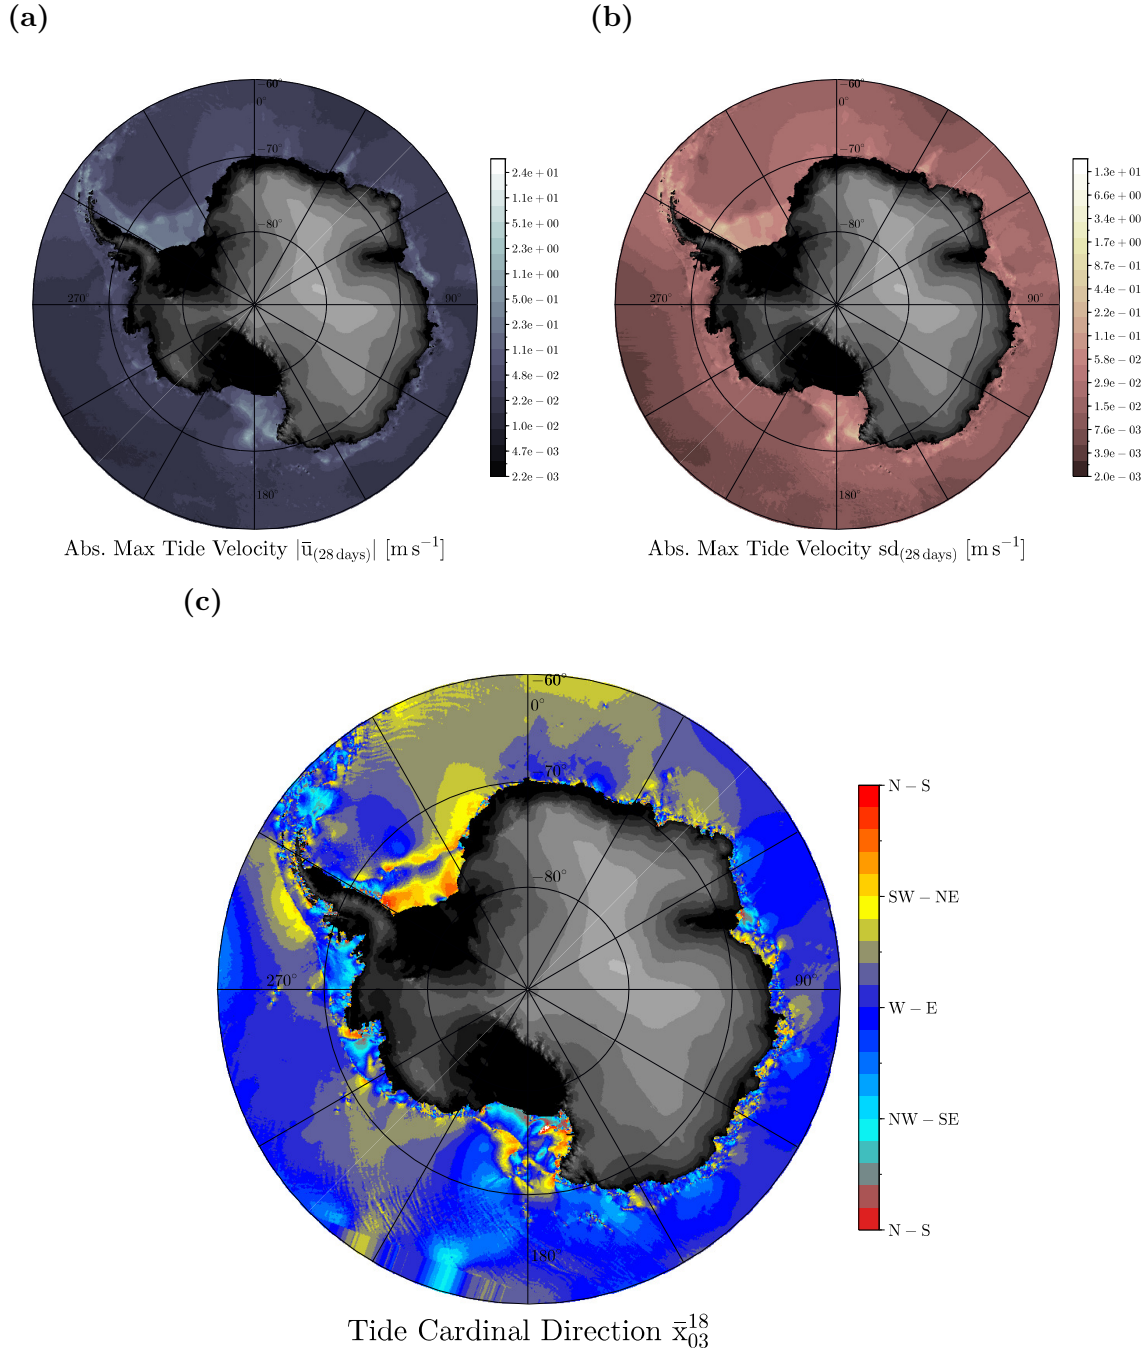 (a)
(b)
−60°
0°
−70°
−80°
270°
90°
180°
2.4e + 01
1.1e + 01
5.1e + 00
2.3e + 00
1.1e + 00
5.0e − 01
2.3e − 01
1.1e − 01
4.8e − 02
2.2e − 02
1.0e − 02
4.7e − 03
2.2e − 03
Abs. Max Tide Velocity |ū(28 days)| [m s⁻¹]
−60°
0°
−70°
−80°
270°
90°
180°
1.3e + 01
6.6e + 00
3.4e + 00
1.7e + 00
8.7e − 01
4.4e − 01
2.2e − 01
1.1e − 01
5.8e − 02
2.9e − 02
1.5e − 02
7.6e − 03
3.9e − 03
2.0e − 03
Abs. Max Tide Velocity sd(28 days) [m s⁻¹]
(c)
−60°
0°
−70°
−80°
270°
90°
180°
N − S
SW − NE
W − E
NW − SE
N − S
Tide Cardinal Direction x̄¹⁸₀₃